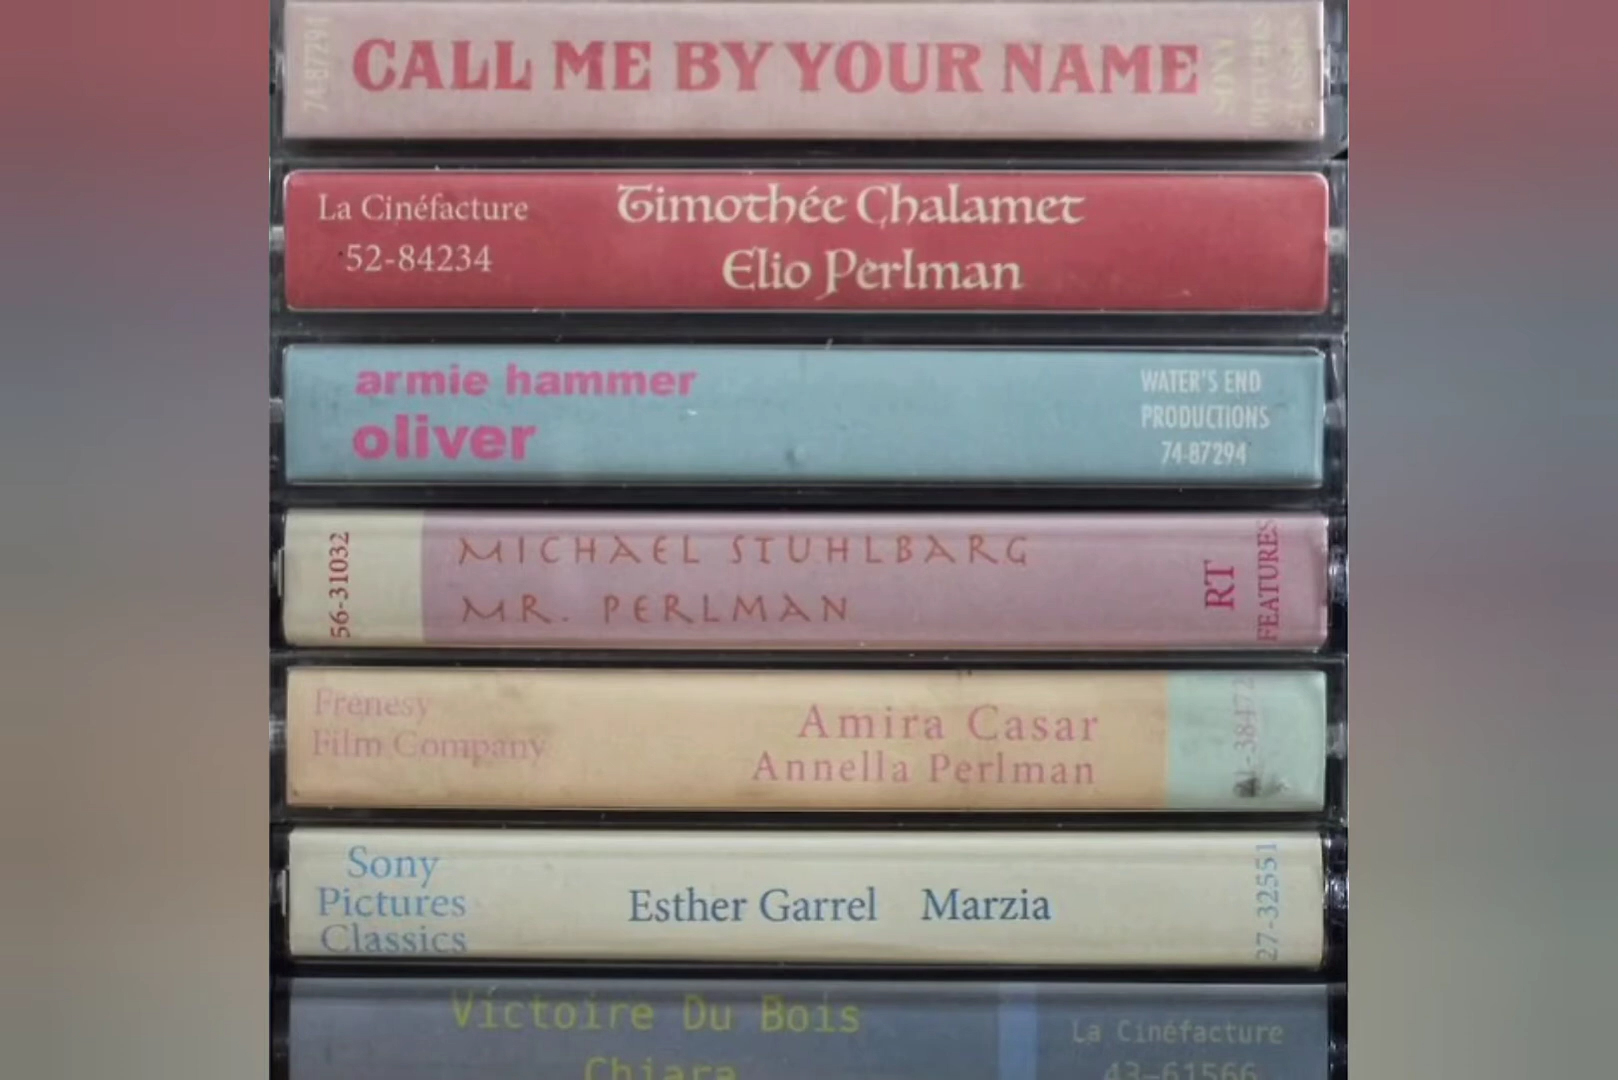 74-87294
CALL ME BY YOUR NAME
SONY
PICTURES
CLASSICS
La Cinéfacture
52-84234
Timothée Chalamet
Elio Perlman
armie hammer
oliver
WATER'S END
PRODUCTIONS
74-87294
56-31032
MICHAEL STUHLBARG
MR. PERLMAN
RT
FEATURES
Frenesy
Film Company
Amira Casar
Annella Perlman
Sony
Pictures
Classics
Esther Garrel Marzia
27-32551
Victoire Du Bois
Chiara
La Cinéfacture
43-61566